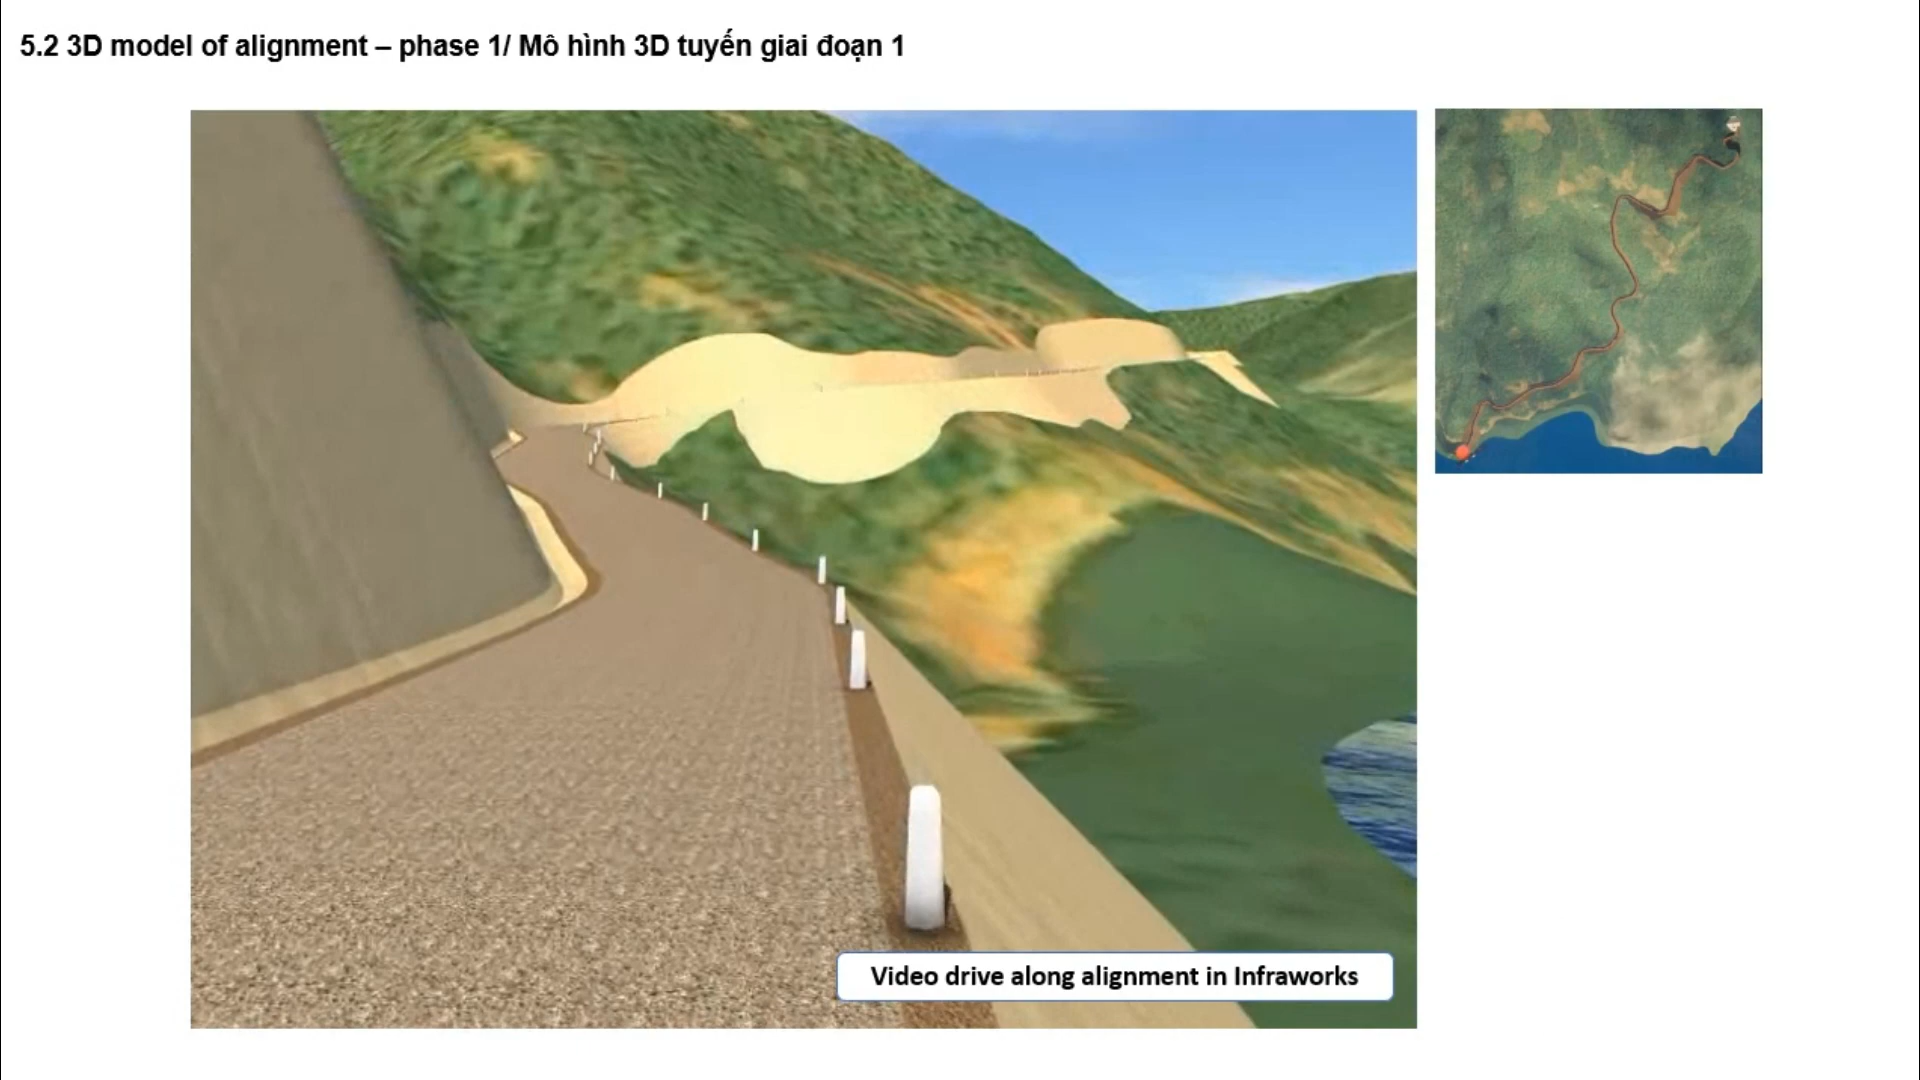 5.2 3D model of alignment – phase 1/ Mô hình 3D tuyến giai đoạn 1
Video drive along alignment in Infraworks